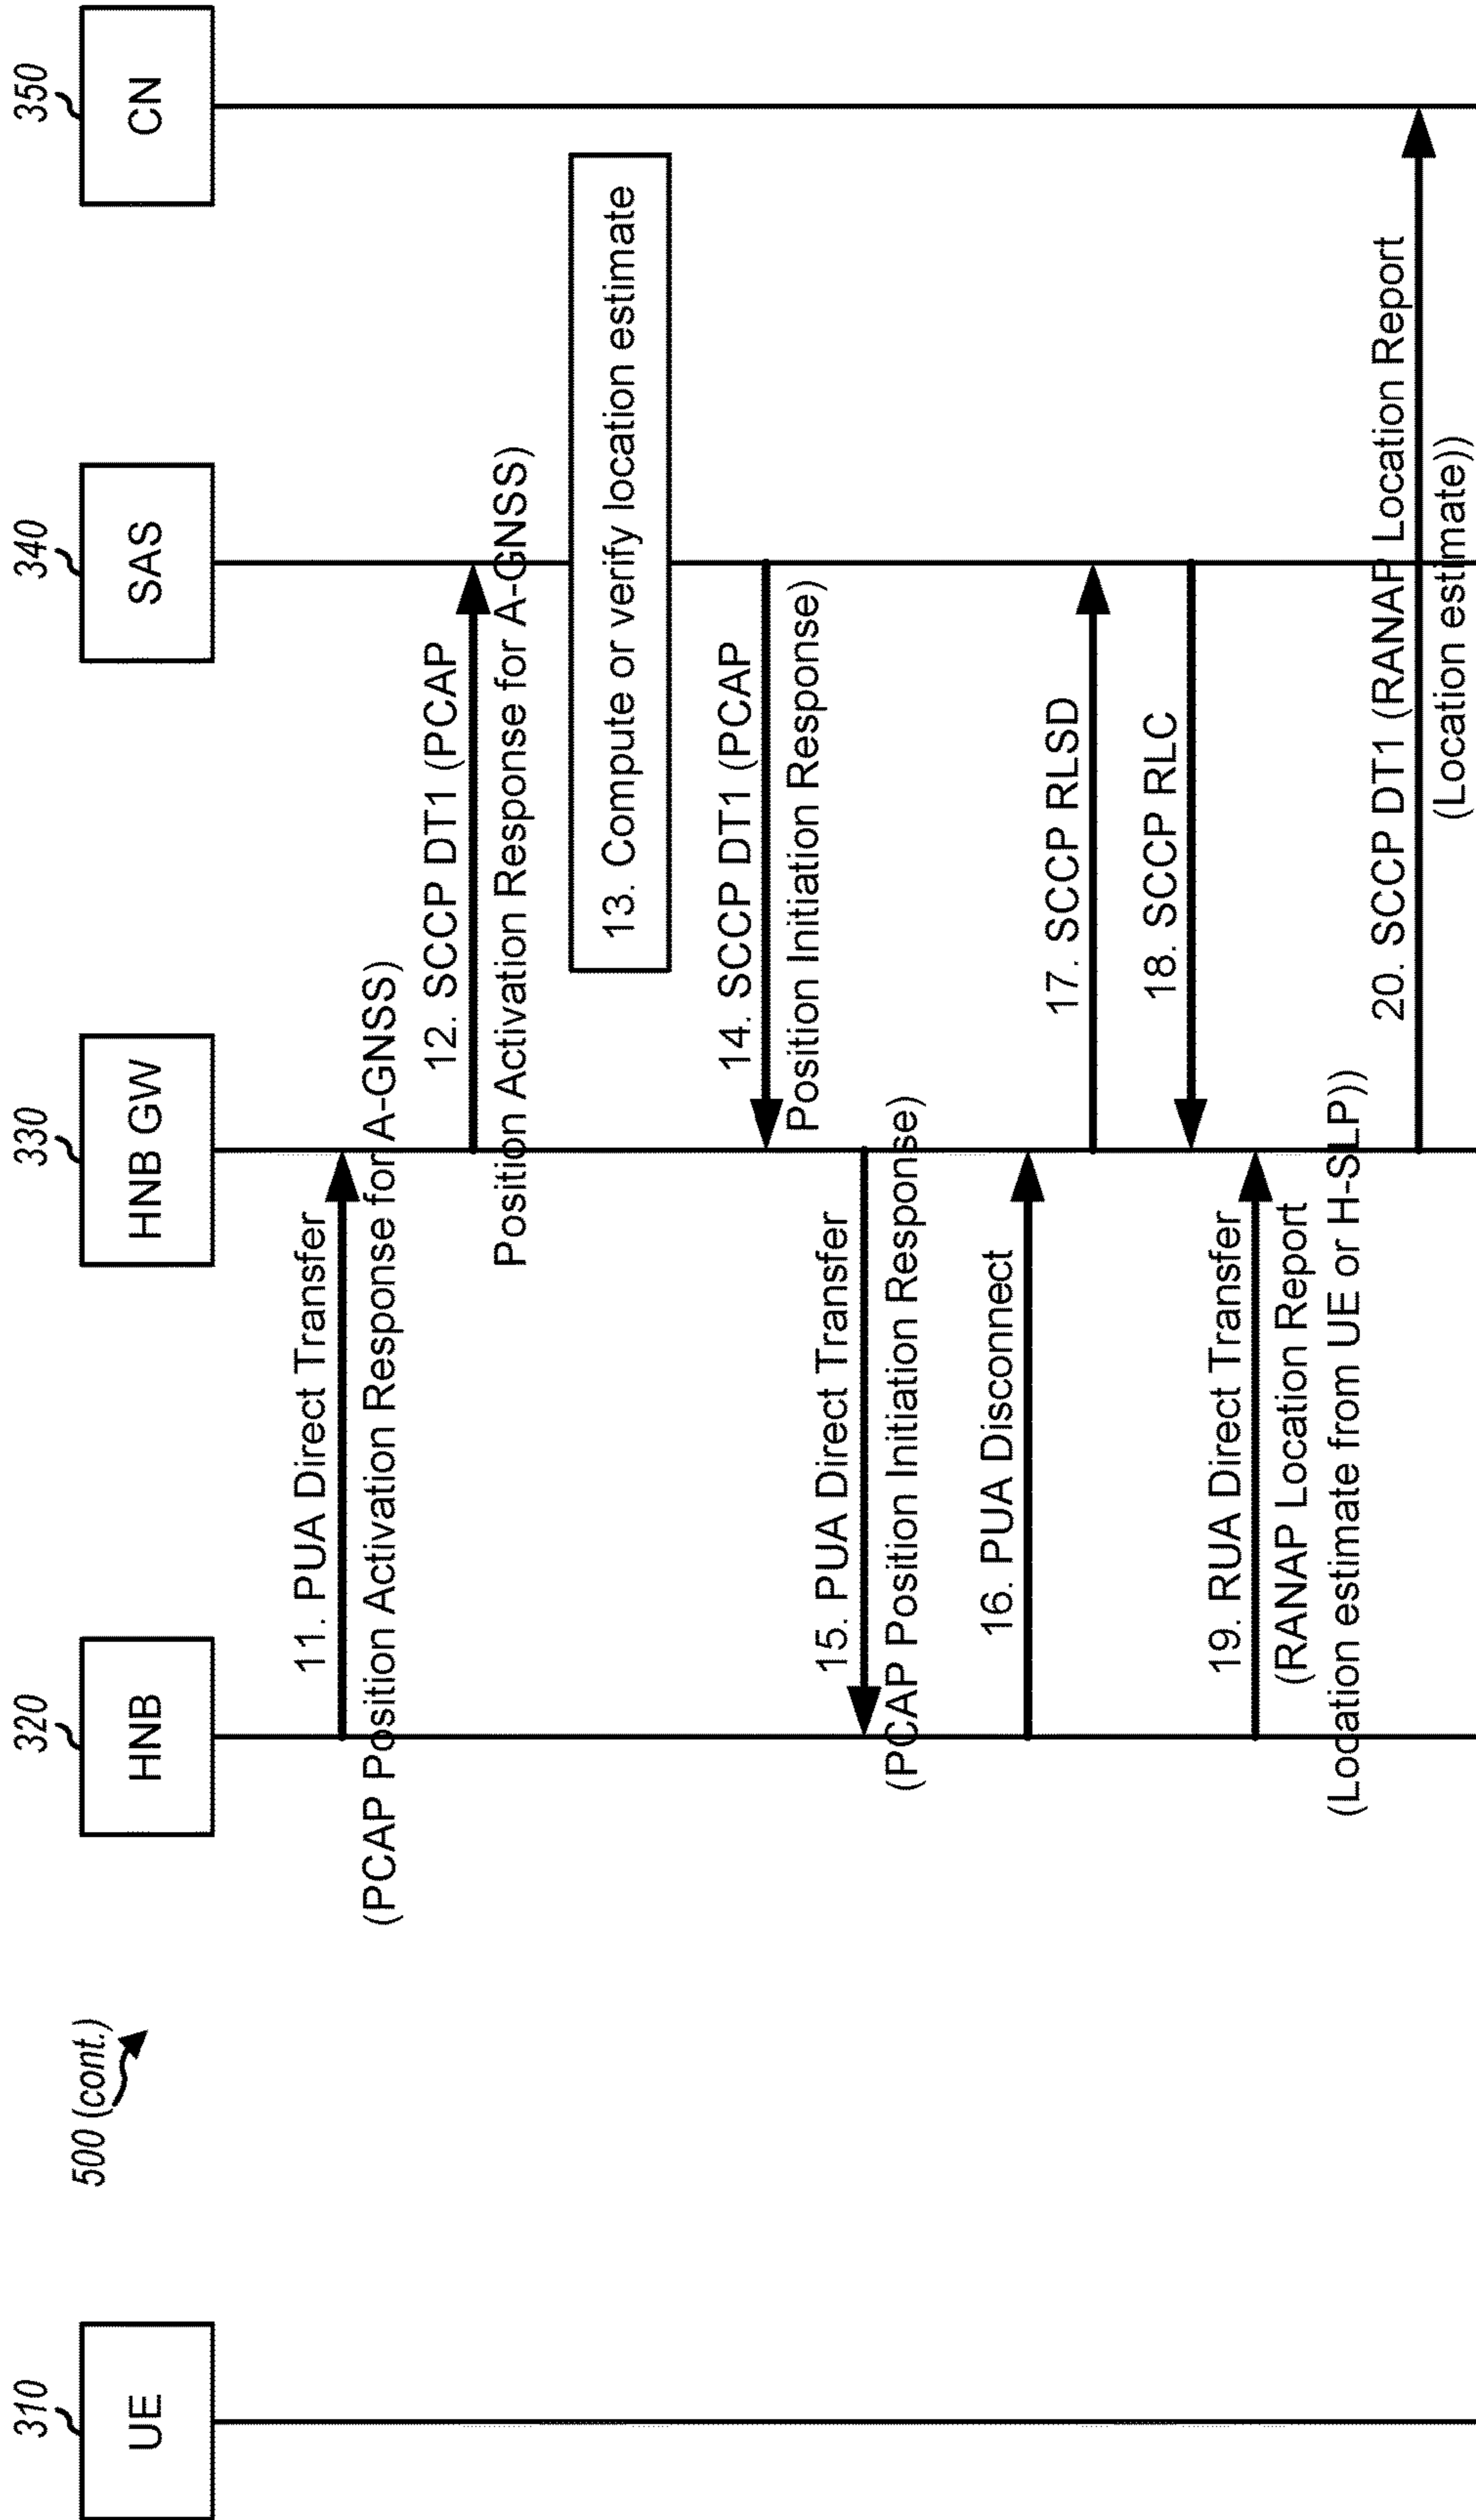 500 (cont.)
310
320
330
340
350
UE
HNB
HNB GW
SAS
CN
11. PUA Direct Transfer
(PCAP Position Activation Response for A-GNSS)
12. SCCP DT1 (PCAP
Position Activation Response for A-GNSS)
13. Compute or verify location estimate
14. SCCP DT1 (PCAP
Position Initiation Response)
15. PUA Direct Transfer
(PCAP Position Initiation Response)
16. PUA Disconnect
17. SCCP RLSD
18. SCCP RLC
19. RUA Direct Transfer
(RANAP Location Report
(Location estimate from UE or H-SLP))
20. SCCP DT1 (RANAP Location Report
(Location estimate))